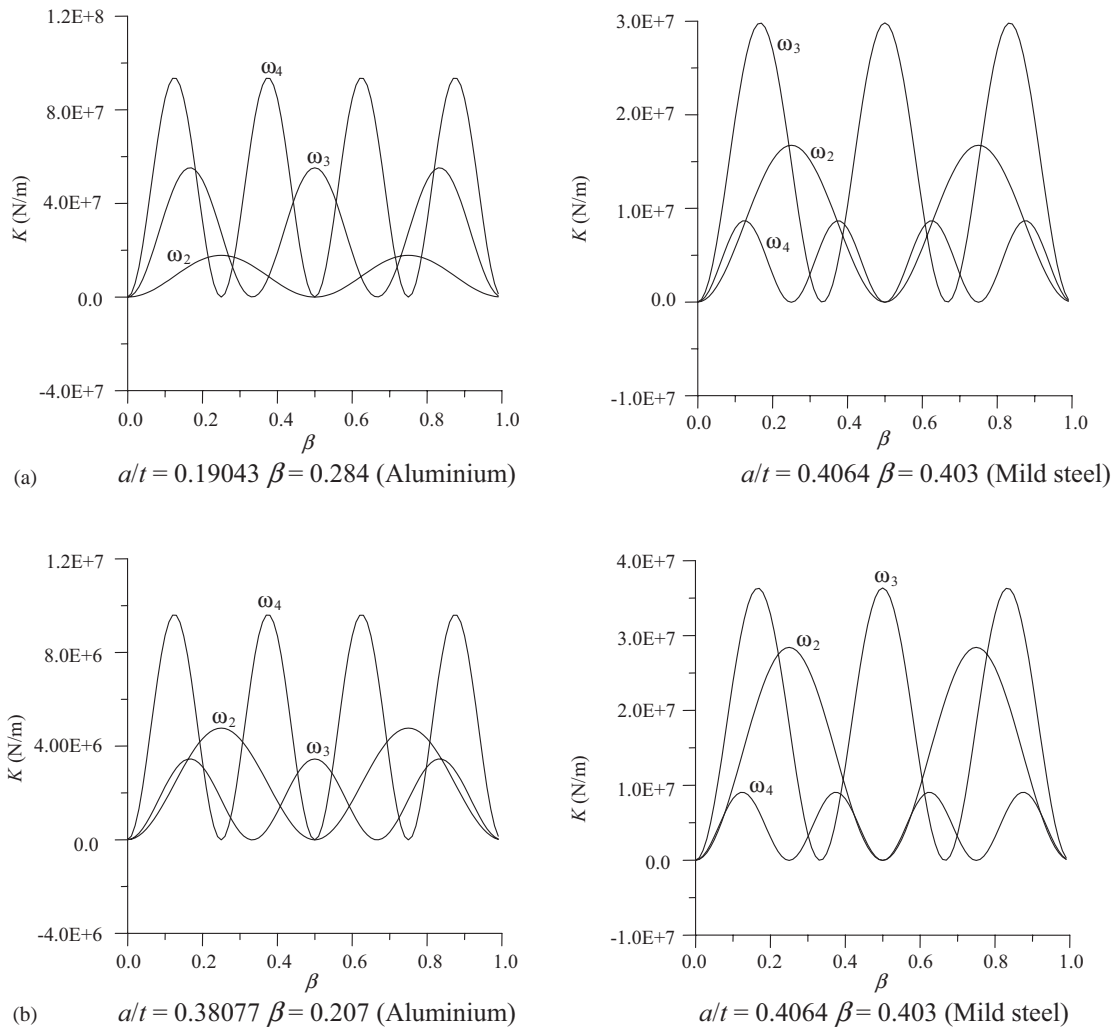 1.2E+8
8.0E+7
4.0E+7
0.0
-4.0E+7
K (N/m)
ω4
ω3
ω2
0.0 0.2 0.4 0.6 0.8 1.0
β
(a) a/t = 0.19043 β = 0.284 (Aluminium)
3.0E+7
2.0E+7
1.0E+7
0.0
-1.0E+7
K (N/m)
ω3
ω2
ω4
0.0 0.2 0.4 0.6 0.8 1.0
β
a/t = 0.4064 β = 0.403 (Mild steel)
1.2E+7
8.0E+6
4.00E+6
0.0
-4.0E+6
K (N/m)
ω4
ω2
ω3
0.0 0.2 0.4 0.6 0.8 1.0
β
(b) a/t = 0.38077 β = 0.207 (Aluminium)
4.0E+7
3.0E+7
2.0E+7
1.0E+7
0.0
-1.0E+7
K (N/m)
ω3
ω2
ω4
0.0 0.2 0.4 0.6 0.8 1.0
β
a/t = 0.4064 β = 0.403 (Mild steel)